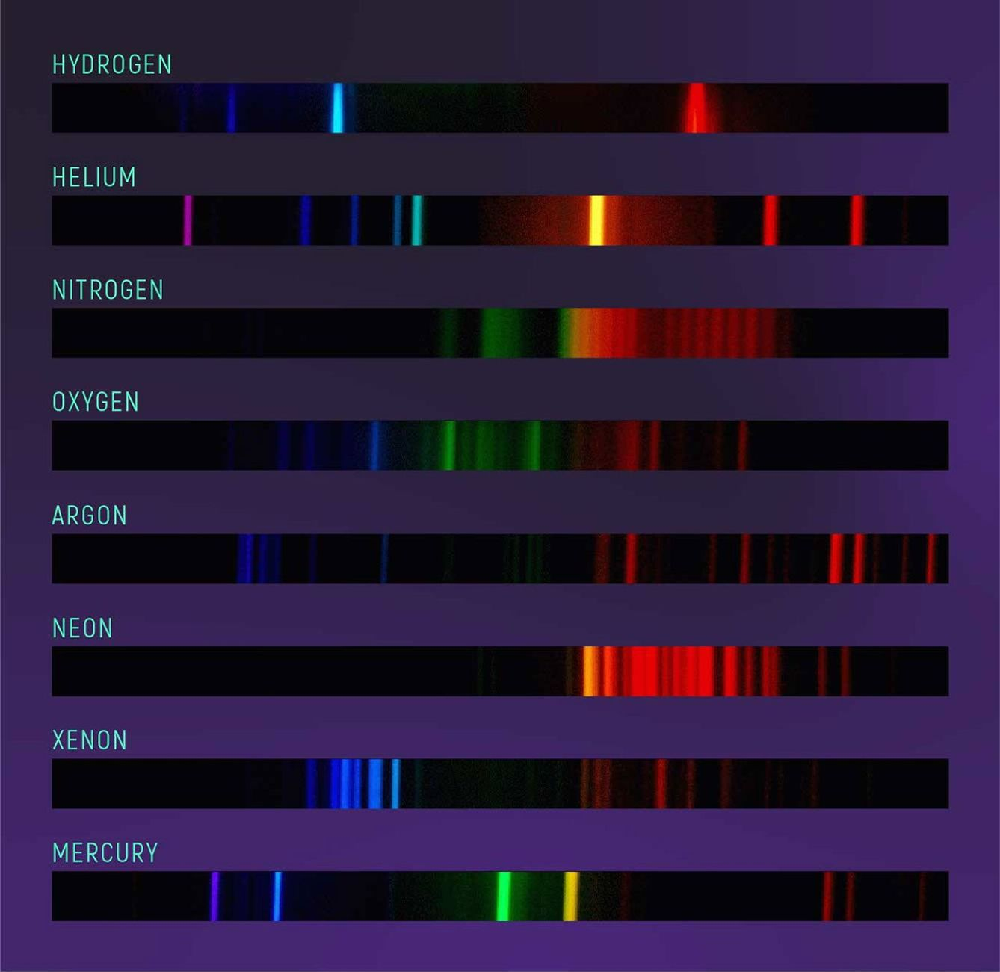 HYDROGEN
HELIUM
NITROGEN
OXYGEN
ARGON
NEON
XENON
MERCURY